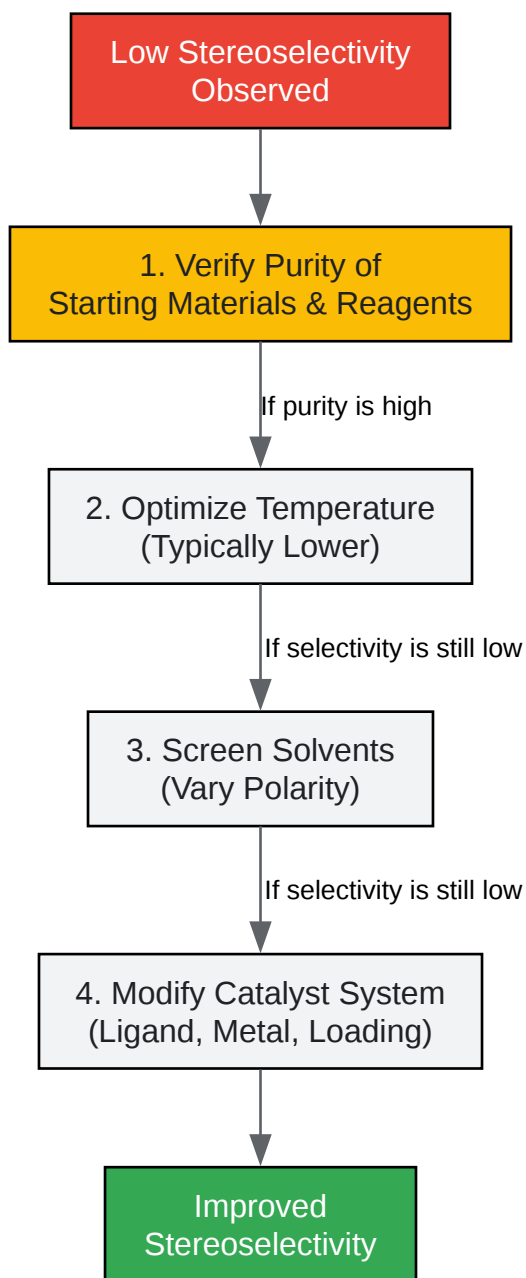 Low Stereoselectivity
Observed
1. Verify Purity of
Starting Materials & Reagents
If purity is high
2. Optimize Temperature
(Typically Lower)
If selectivity is still low
3. Screen Solvents
(Vary Polarity)
If selectivity is still low
4. Modify Catalyst System
(Ligand, Metal, Loading)
Improved
Stereoselectivity